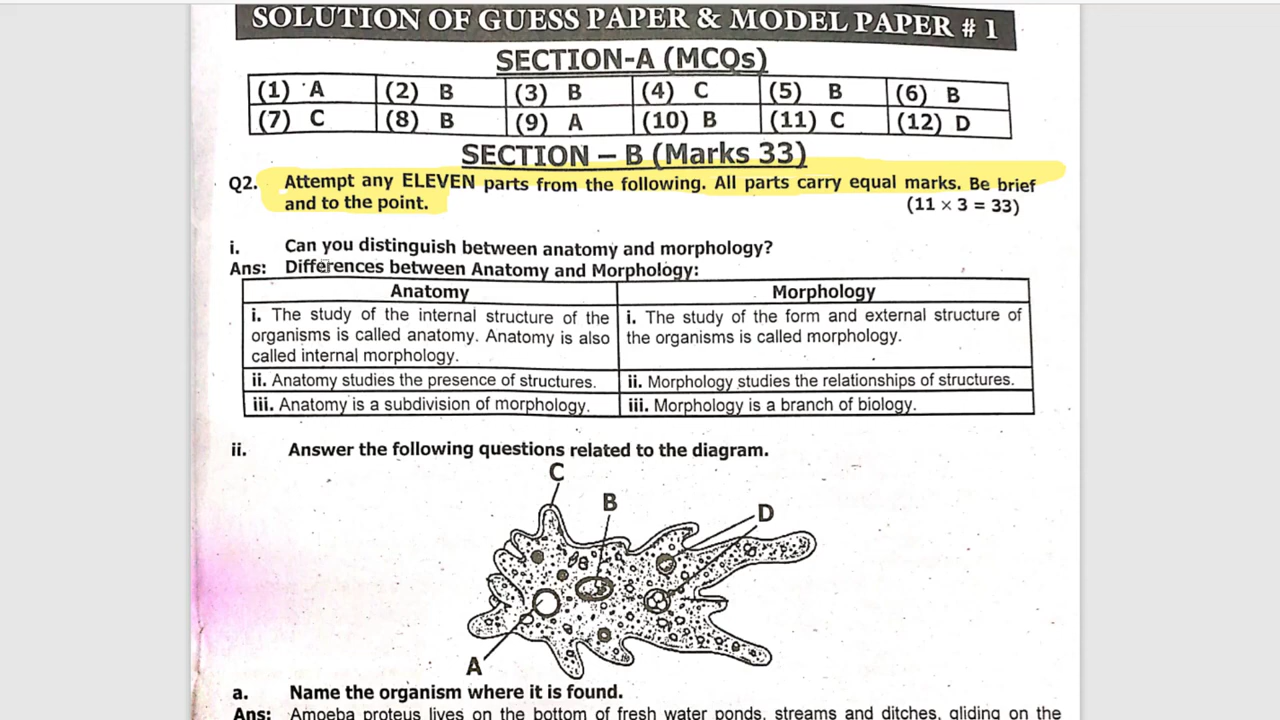 SOLUTION OF GUESS PAPER & MODEL PAPER # 1
SECTION-A (MCQs)
(1) A (2) B (3) B (4) C (5) B (6) B
(7) C (8) B (9) A (10) B (11) C (12) D
SECTION – B (Marks 33)
Q2. Attempt any ELEVEN parts from the following. All parts carry equal marks. Be brief
and to the point. (11 × 3 = 33)
i. Can you distinguish between anatomy and morphology?
Ans: Differences between Anatomy and Morphology:
Anatomy Morphology
i. The study of the internal structure of the i. The study of the form and external structure of
organisms is called anatomy. Anatomy is also the organisms is called morphology.
called internal morphology.
ii. Anatomy studies the presence of structures. ii. Morphology studies the relationships of structures.
iii. Anatomy is a subdivision of morphology. iii. Morphology is a branch of biology.
ii. Answer the following questions related to the diagram.
C
B
D
A
a. Name the organism where it is found.
Ans: Amoeba proteus lives on the bottom of fresh water ponds, streams and ditches, gliding on the